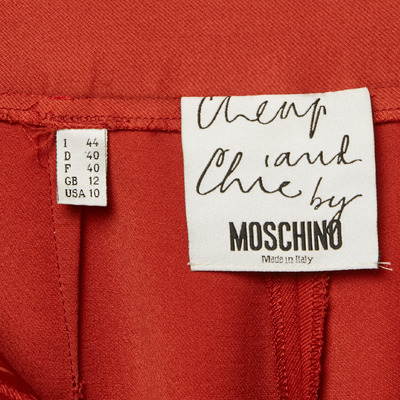 I 44
D 40
F 40
GB 12
USA 10
Cheap
and
Chic by
MOSCHINO
Made in Italy